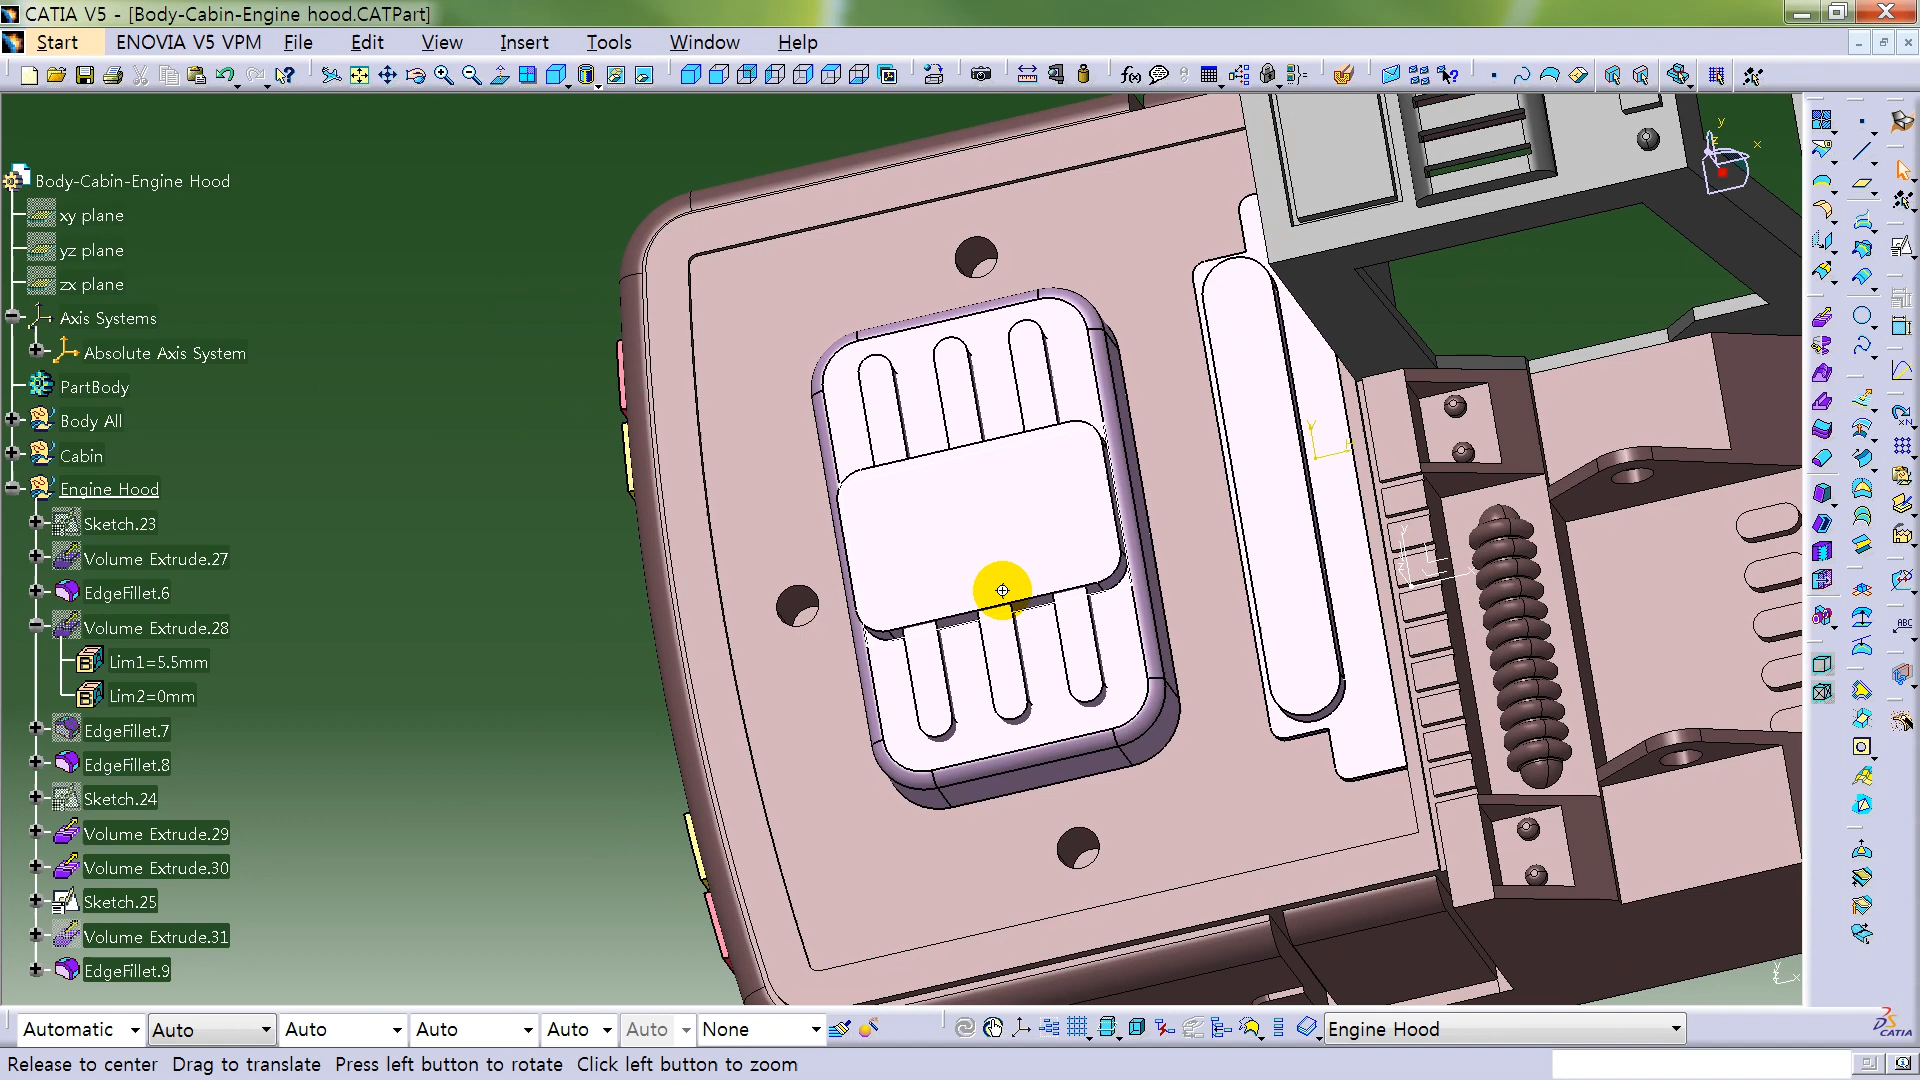 CATIA V5 - [Body-Cabin-Engine hood.CATPart]
Start ENOVIA V5 VPM File Edit View Insert Tools Window Help
Body-Cabin-Engine Hood
xy plane
yz plane
zx plane
Axis Systems
Absolute Axis System
PartBody
Body All
Cabin
Engine Hood
Sketch.23
Volume Extrude.27
EdgeFillet.6
Volume Extrude.28
Lim1=5.5mm
Lim2=0mm
EdgeFillet.7
EdgeFillet.8
Sketch.24
Volume Extrude.29
Volume Extrude.30
Sketch.25
Volume Extrude.31
EdgeFillet.9
Automatic Auto Auto Auto Auto Auto None Engine Hood
CATIA
Release to center Drag to translate Press left button to rotate Click left button to zoom